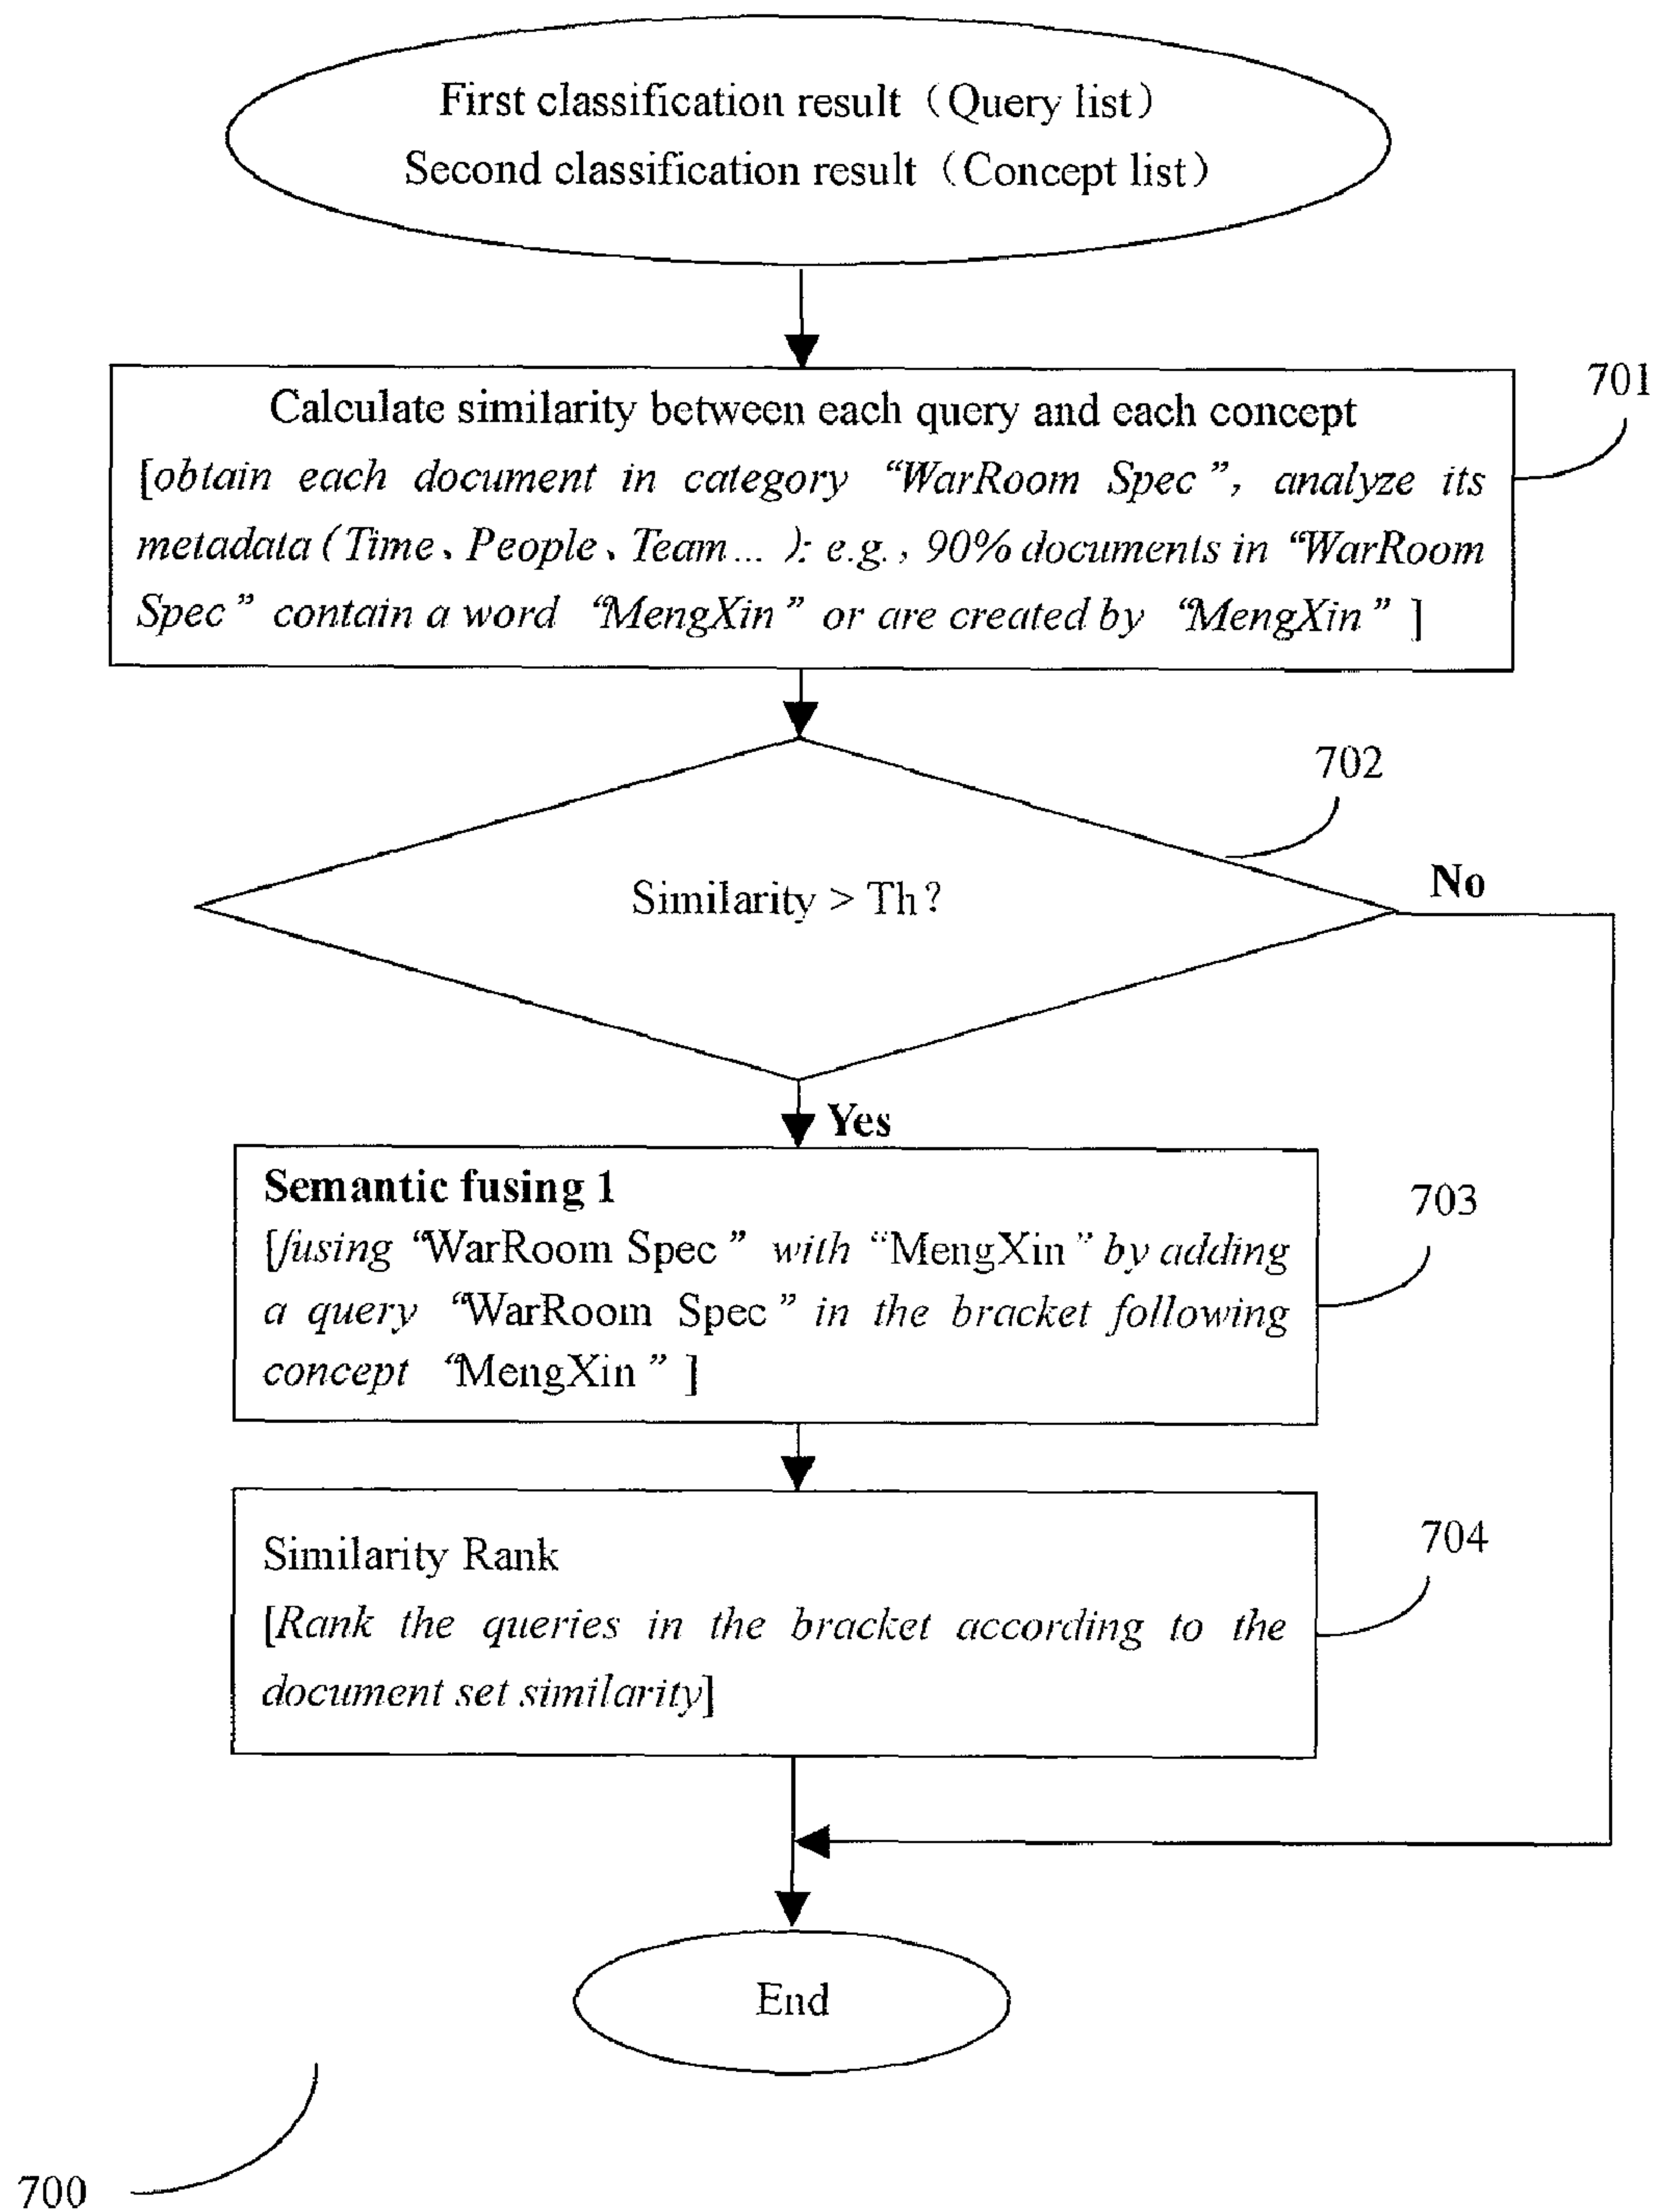 First classification result（Query list）
Second classification result（Concept list）
701
Calculate similarity between each query and each concept
[obtain each document in category “WarRoom Spec”, analyze its
metadata（Time、People、Team...）: e.g., 90% documents in “WarRoom
Spec” contain a word “MengXin” or are created by “MengXin”]
702
Similarity > Th?
No
Yes
Semantic fusing 1
[fusing “WarRoom Spec” with “MengXin” by adding
a query “WarRoom Spec” in the bracket following
concept “MengXin”]
703
Similarity Rank
[Rank the queries in the bracket according to the
document set similarity]
704
End
700